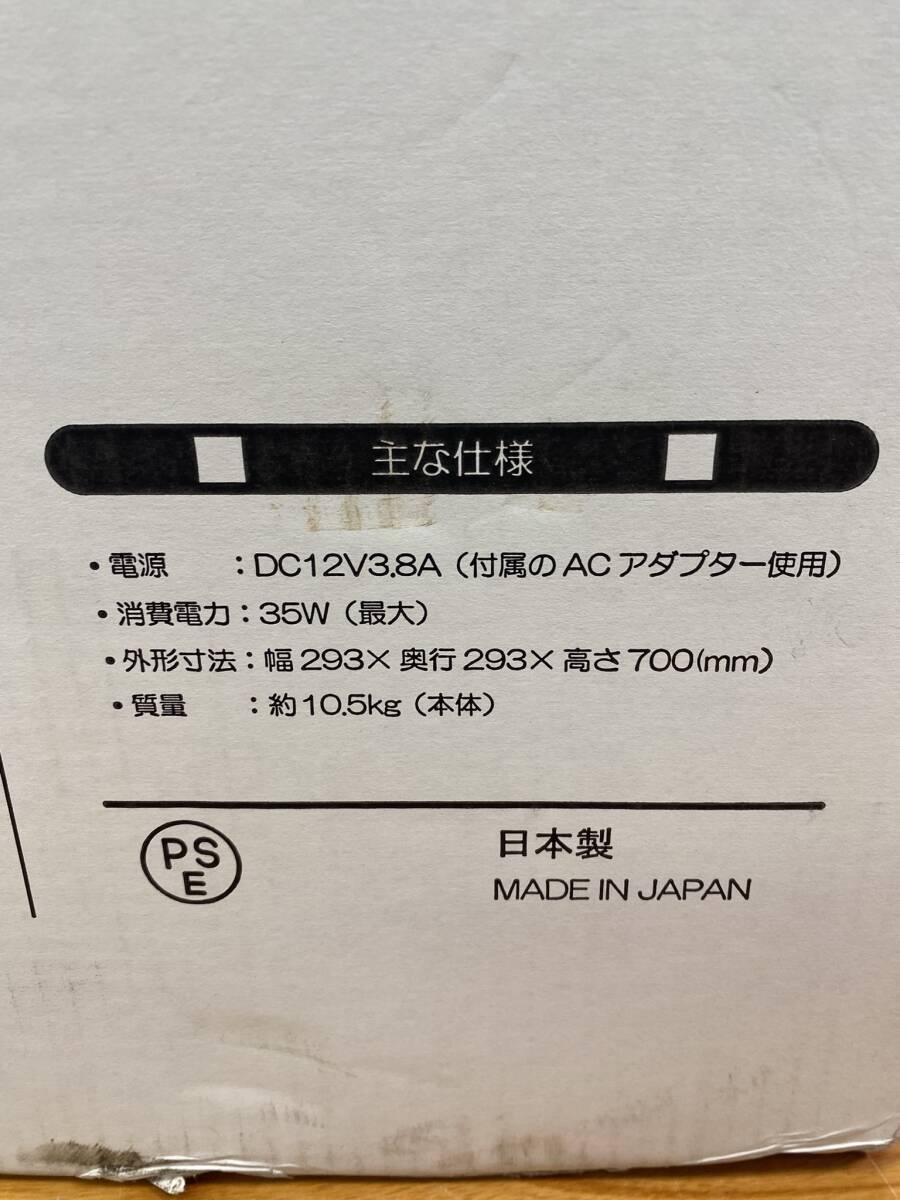 主な仕様
・電源　：DC12V3.8A（付属のACアダプター使用）
・消費電力：35W（最大）
・外形寸法：幅293×奥行293×高さ700(mm)
・質量　：約10.5kg（本体）
PS
E
日本製
MADE IN JAPAN